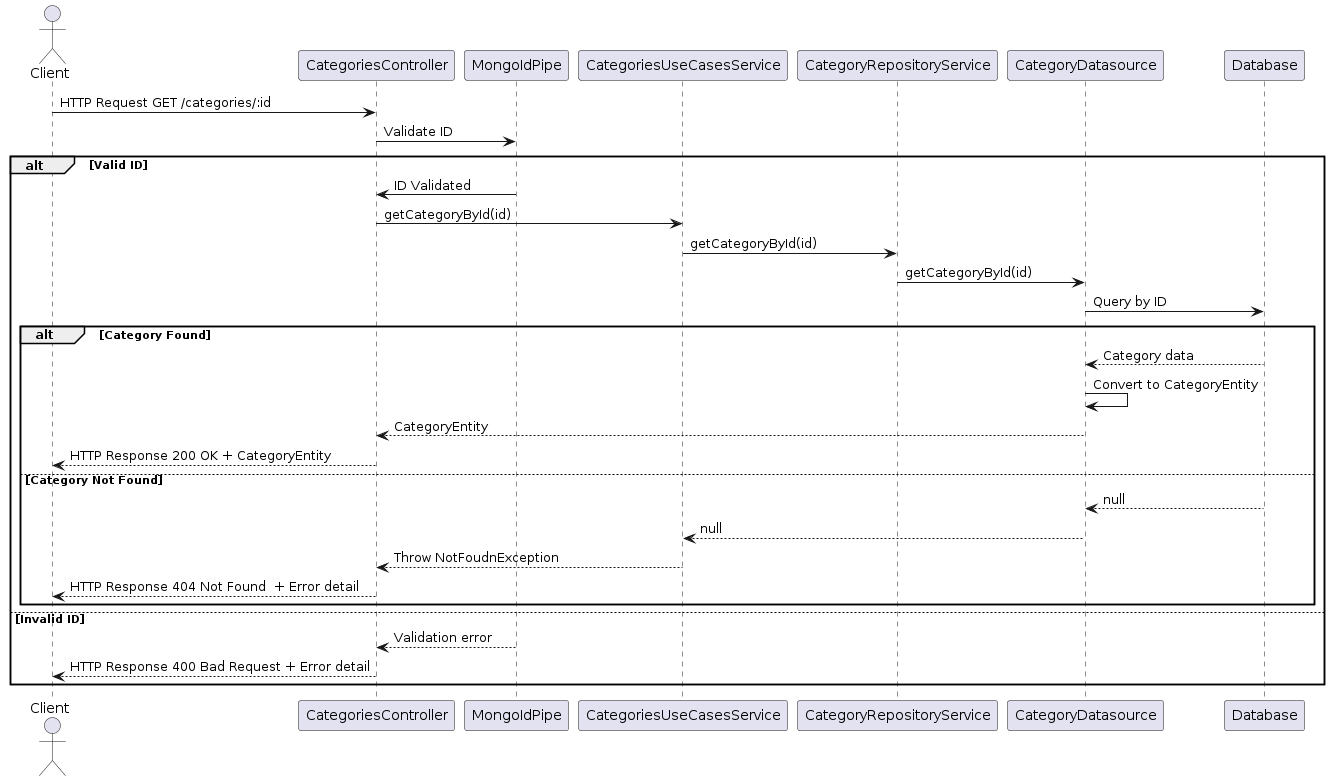 Client
CategoriesController
MongoIdPipe
CategoriesUseCasesService
CategoryRepositoryService
CategoryDatasource
Database
HTTP Request GET /categories/:id
Validate ID
alt
[Valid ID]
ID Validated
getCategoryById(id)
getCategoryById(id)
getCategoryById(id)
Query by ID
alt
[Category Found]
Category data
Convert to CategoryEntity
CategoryEntity
HTTP Response 200 OK + CategoryEntity
[Category Not Found]
null
null
Throw NotFoudnException
HTTP Response 404 Not Found  + Error detail
[Invalid ID]
Validation error
HTTP Response 400 Bad Request + Error detail
Client
CategoriesController
MongoIdPipe
CategoriesUseCasesService
CategoryRepositoryService
CategoryDatasource
Database